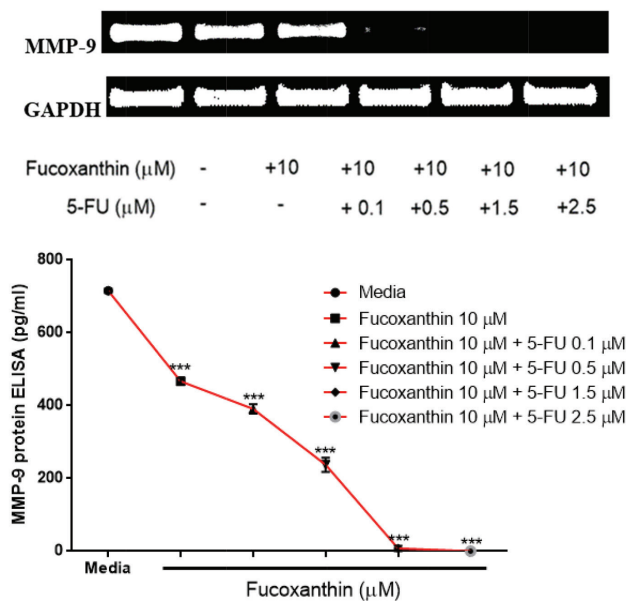 MMP-9
GAPDH
Fucoxanthin (μM) - +10 +10 +10 +10 +10
5-FU (μM) - - + 0.1 +0.5 +1.5 +2.5
MMP-9 protein ELISA (pg/ml)
800
600
400
200
0
Media
Fucoxanthin 10 μM
Fucoxanthin 10 μM + 5-FU 0.1 μM
Fucoxanthin 10 μM + 5-FU 0.5 μM
Fucoxanthin 10 μM + 5-FU 1.5 μM
Fucoxanthin 10 μM + 5-FU 2.5 μM
***
***
***
***
***
Media
Fucoxanthin (μM)